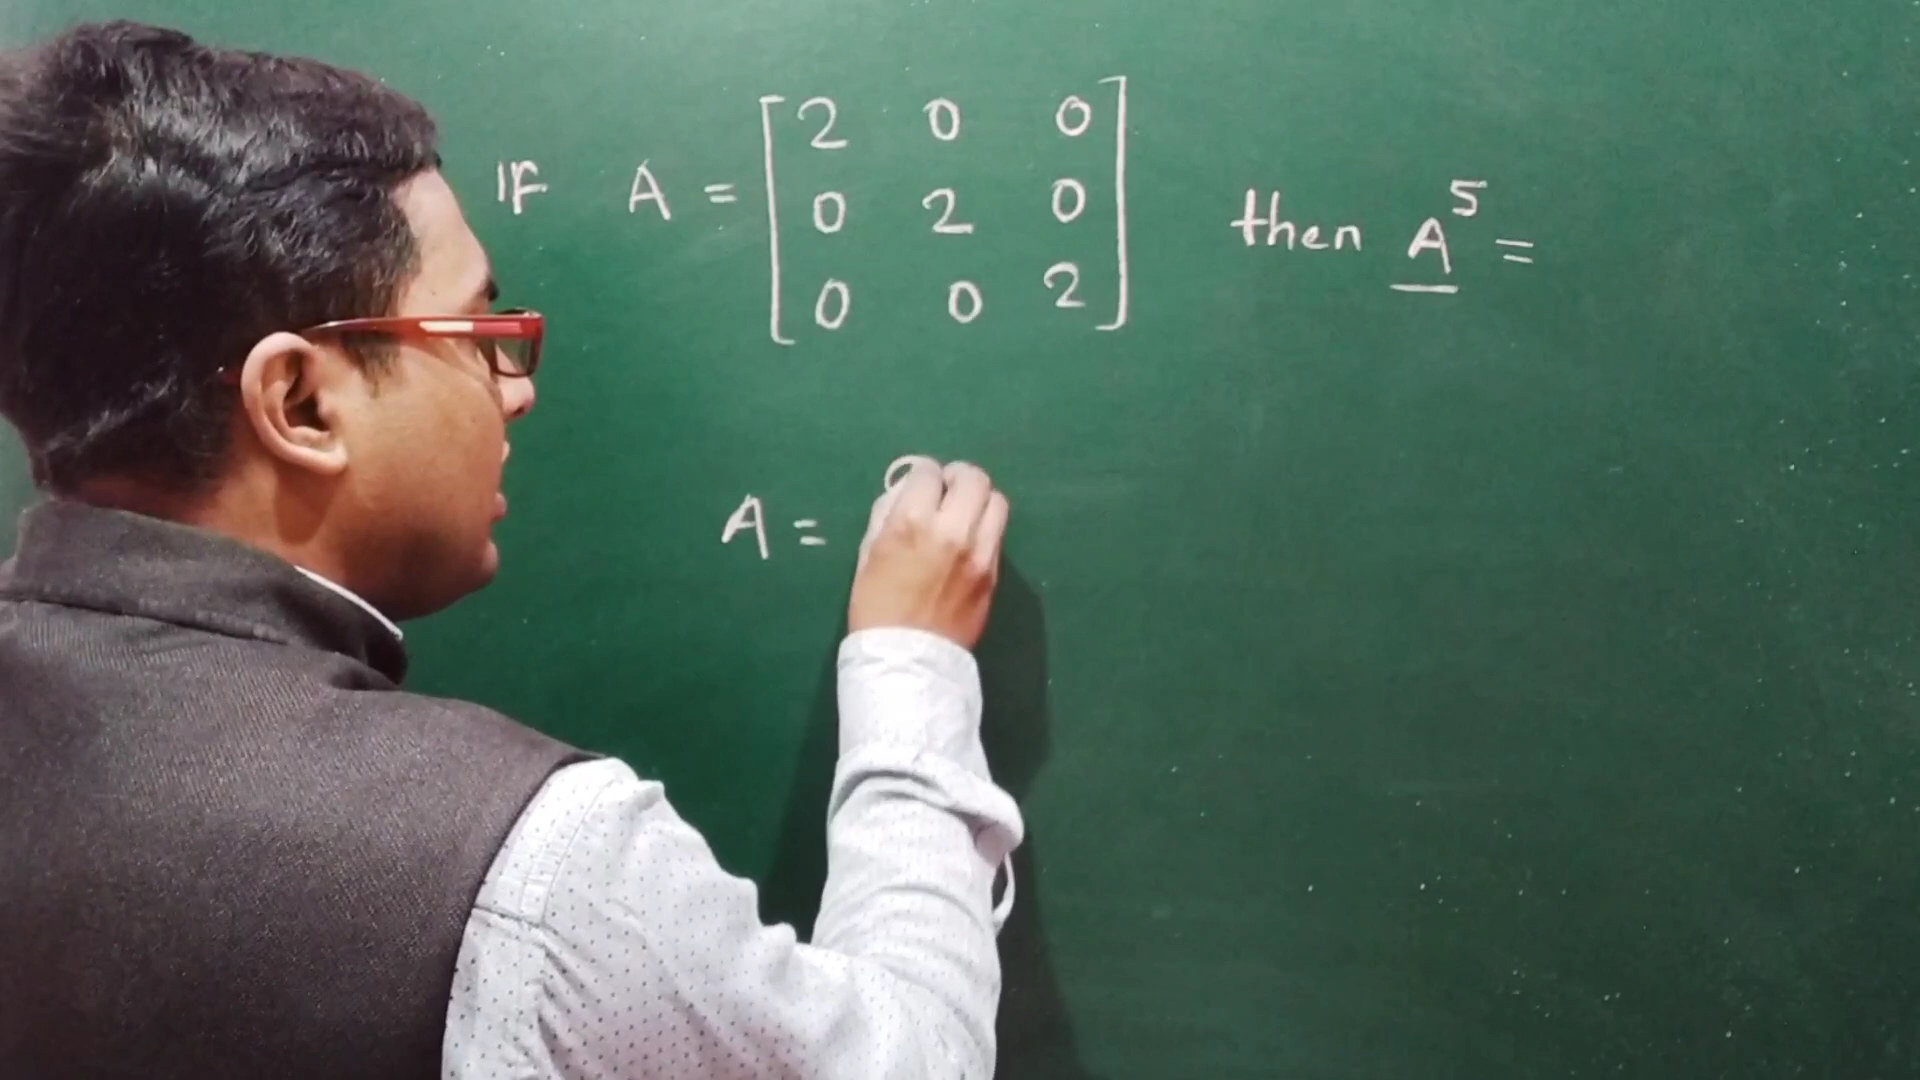 IF A = [2 0 0
0 2 0
0 0 2] then A⁵ =
A =